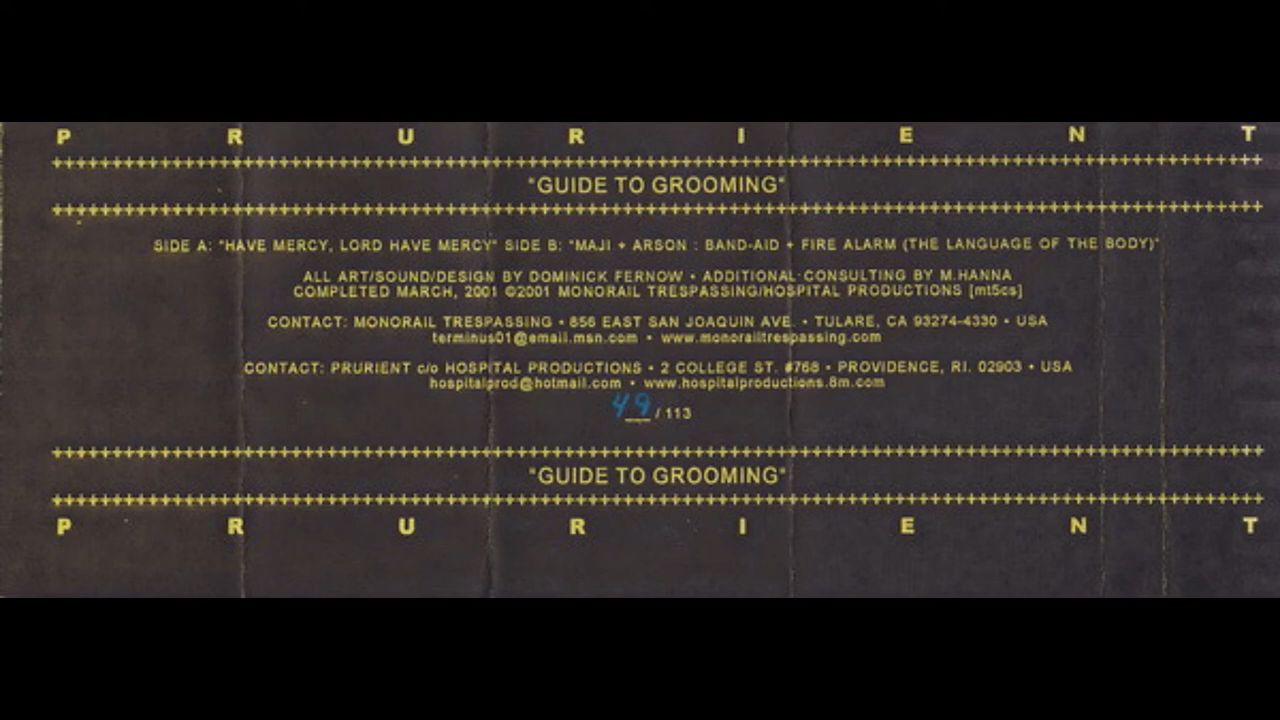 P R U R I E N T
++++++++++++++++++++++++++++++++++++++++++++++++++++++++++++++++++++++++++++++++++++++++++++++++++++
"GUIDE TO GROOMING"
++++++++++++++++++++++++++++++++++++++++++++++++++++++++++++++++++++++++++++++++++++++++++++++++++++
SIDE A: "HAVE MERCY, LORD HAVE MERCY" SIDE B: "MAJI + ARSON : BAND-AID + FIRE ALARM (THE LANGUAGE OF THE BODY)"
ALL ART/SOUND/DESIGN BY DOMINICK FERNOW • ADDITIONAL CONSULTING BY M.HANNA
COMPLETED MARCH, 2001 ©2001 MONORAIL TRESPASSING/HOSPITAL PRODUCTIONS [mt5cs]
CONTACT: MONORAIL TRESPASSING • 656 EAST SAN JOAQUIN AVE. • TULARE, CA 93274-4330 • USA
terminus01@email.msn.com • www.monorailtrespassing.com
CONTACT: PRURIENT c/o HOSPITAL PRODUCTIONS • 2 COLLEGE ST. #768 • PROVIDENCE, RI. 02903 • USA
hospitalprod@hotmail.com • www.hospitalproductions.8m.com
49 / 113
++++++++++++++++++++++++++++++++++++++++++++++++++++++++++++++++++++++++++++++++++++++++++++++++++++
"GUIDE TO GROOMING"
++++++++++++++++++++++++++++++++++++++++++++++++++++++++++++++++++++++++++++++++++++++++++++++++++++
P R U R I E N T